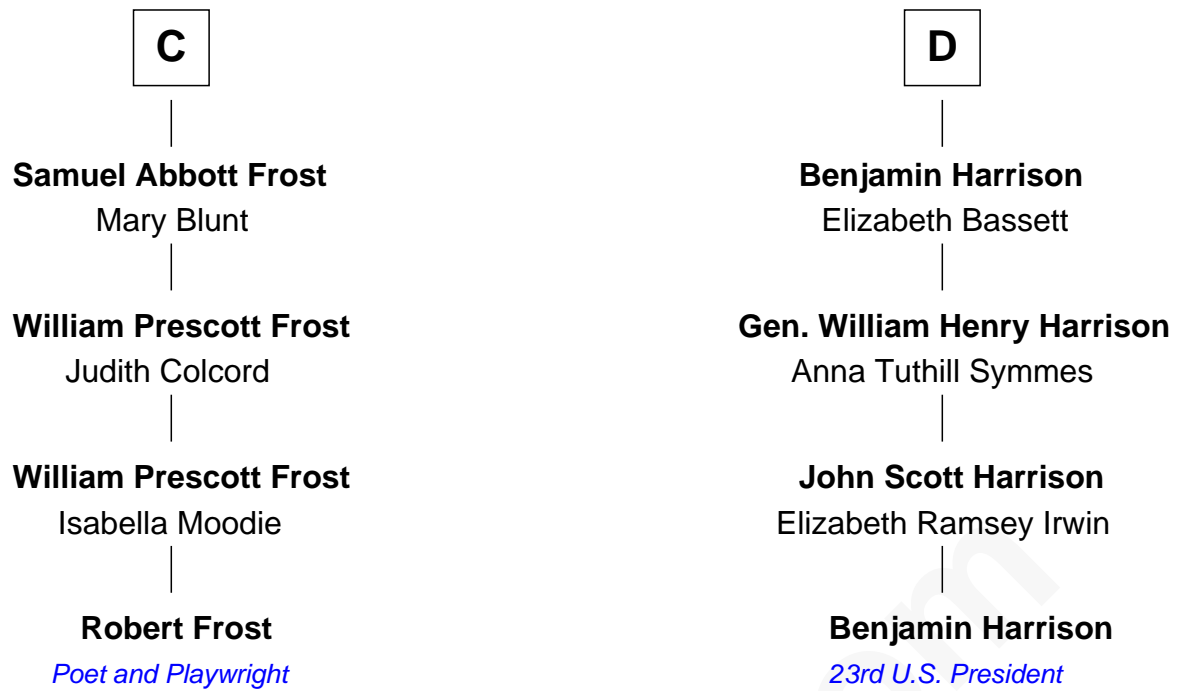 C
Samuel Abbott Frost
Mary Blunt
William Prescott Frost
Judith Colcord
William Prescott Frost
Isabella Moodie
Robert Frost
Poet and Playwright
D
Benjamin Harrison
Elizabeth Bassett
Gen. William Henry Harrison
Anna Tuthill Symmes
John Scott Harrison
Elizabeth Ramsey Irwin
Benjamin Harrison
23rd U.S. President